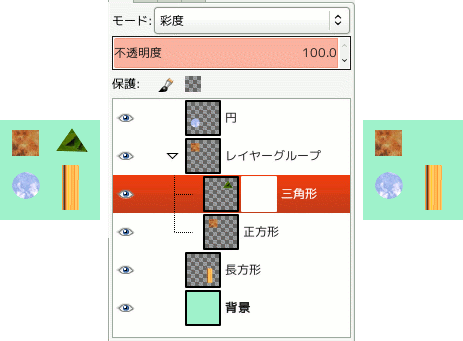 モード: 彩度
不透明度 100.0
保護:
円
レイヤーグループ
三角形
正方形
長方形
背景